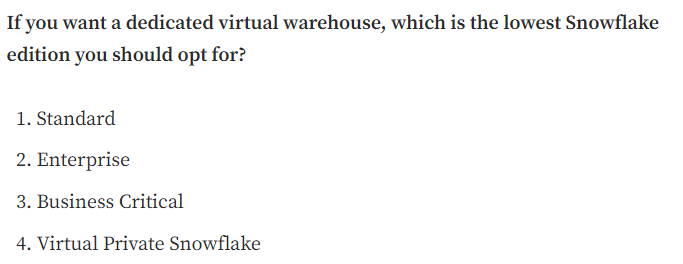 If you want a dedicated virtual warehouse, which is the lowest Snowflake
edition you should opt for?
1. Standard
2. Enterprise
3. Business Critical
4. Virtual Private Snowflake